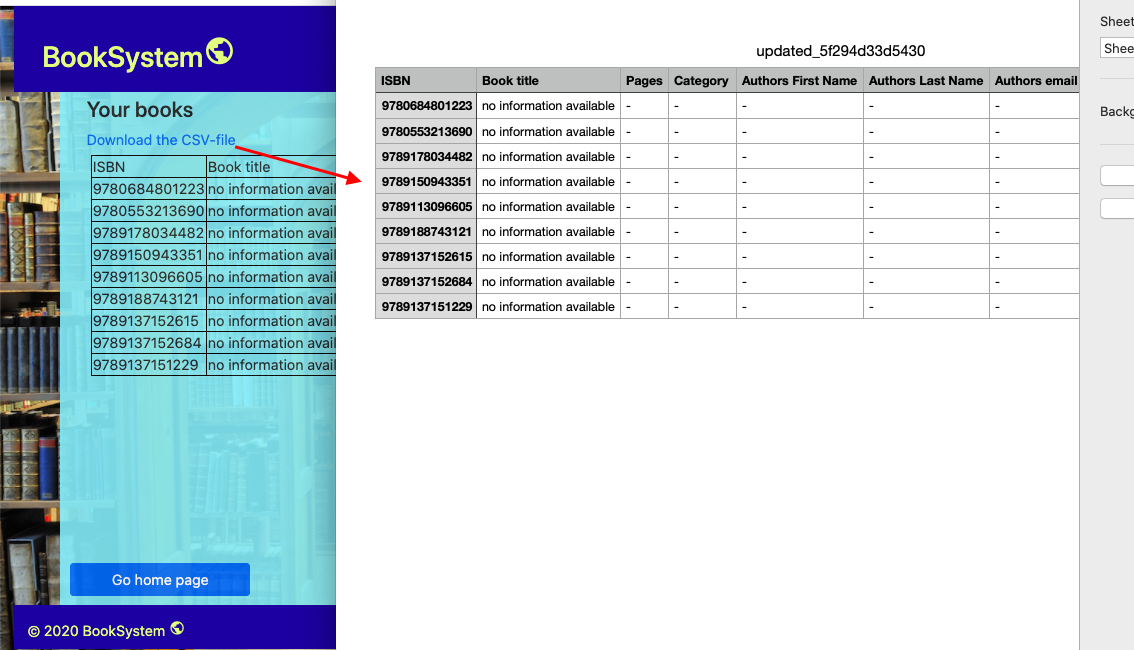 BookSystem
Your books
Download the CSV-file
ISBN Book title
9780684801223 no information avail
9780553213690 no information avail
9789178034482 no information avail
9789150943351 no information avail
9789113096605 no information avail
9789188743121 no information avail
9789137152615 no information avail
9789137152684 no information avail
9789137151229 no information avail
Go home page
© 2020 BookSystem
updated_5f294d33d5430
ISBN Book title Pages Category Authors First Name Authors Last Name Authors email
9780684801223 no information available - - - - -
9780553213690 no information available - - - - -
9789178034482 no information available - - - - -
9789150943351 no information available - - - - -
9789113096605 no information available - - - - -
9789188743121 no information available - - - - -
9789137152615 no information available - - - - -
9789137152684 no information available - - - - -
9789137151229 no information available - - - - -
Sheet
Shee
Backg